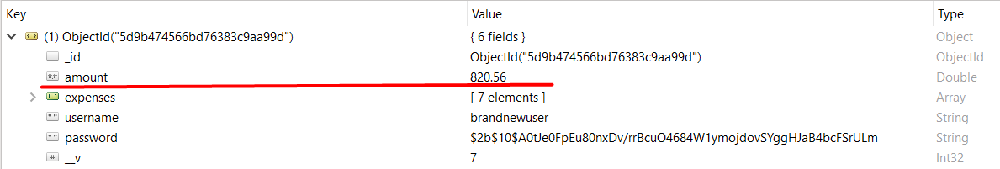 Key Value Type
(1) ObjectId("5d9b474566bd76383c9aa99d") { 6 fields } Object
_id ObjectId("5d9b474566bd76383c9aa99d") ObjectId
#.# amount 820.56 Double
expenses [ 7 elements ] Array
" " username brandnewuser String
" " password $2b$10$A0tJe0FpEu80nxDv/rrBcuO4684W1ymojdovSYggHJaB4bcFSrULm String
# __v 7 Int32